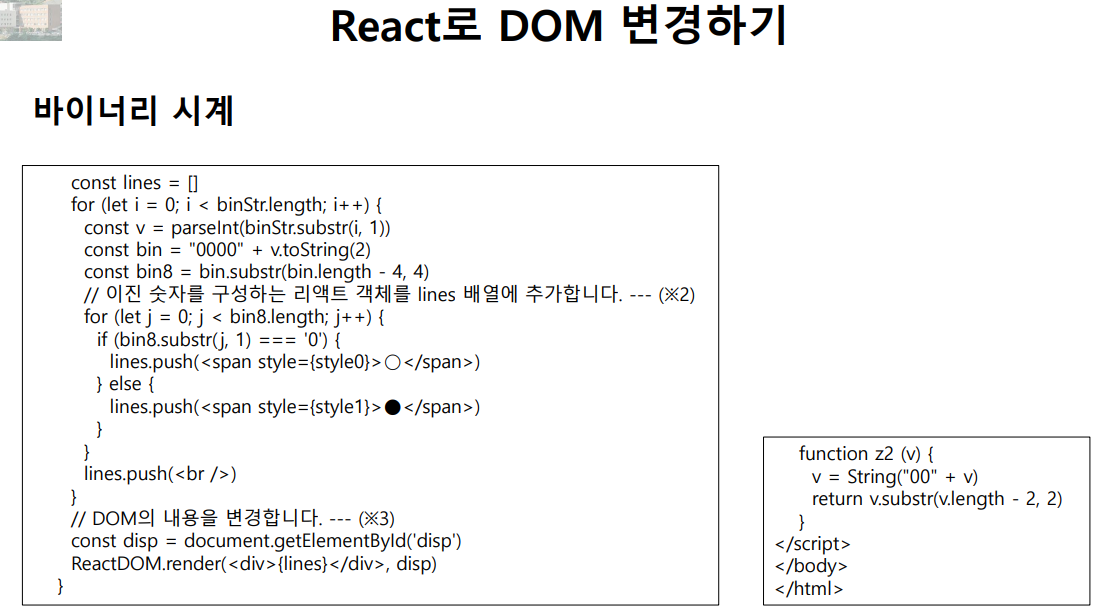 React로 DOM 변경하기
바이너리 시계
const lines = []
for (let i = 0; i < binStr.length; i++) {
const v = parseInt(binStr.substr(i, 1))
const bin = "0000" + v.toString(2)
const bin8 = bin.substr(bin.length - 4, 4)
// 이진 숫자를 구성하는 리액트 객체를 lines 배열에 추가합니다. --- (※2)
for (let j = 0; j < bin8.length; j++) {
if (bin8.substr(j, 1) === '0') {
lines.push(<span style={style0}>○</span>)
} else {
lines.push(<span style={style1}>●</span>)
}
}
lines.push(<br />)
}
// DOM의 내용을 변경합니다. --- (※3)
const disp = document.getElementById('disp')
ReactDOM.render(<div>{lines}</div>, disp)
}
function z2 (v) {
v = String("00" + v)
return v.substr(v.length - 2, 2)
}
</script>
</body>
</html>